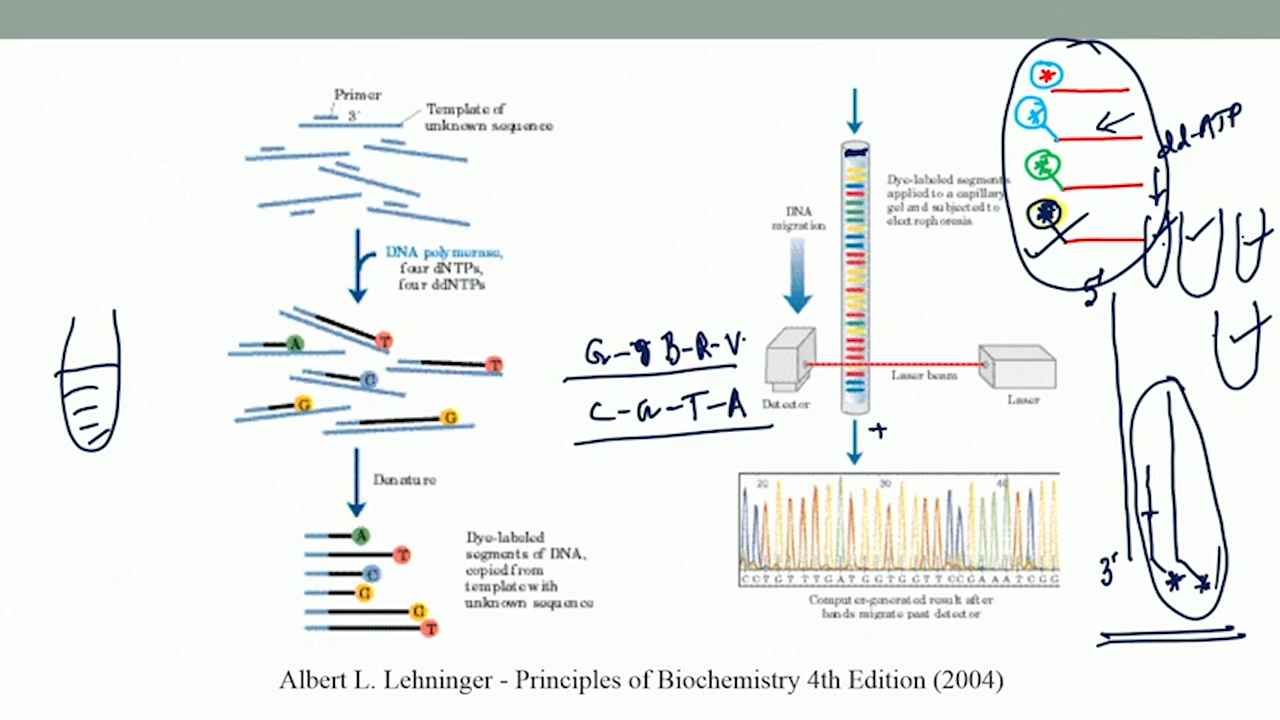 Primer
3′
Template of
unknown sequence
DNA polymerase,
four dNTPs,
four ddNTPs
A
T
T
C
G
G
Denature
A
T
C
G
G
T
Dye-labeled
segments of DNA,
copied from
template with
unknown sequence
B-R-V
C-G-T-A
DNA
migration
Dye-labeled segments
applied to a capillary
gel and subjected to
electrophoresis
Detector
Laser beam
Laser
+
20 30 40
CCTGTTTGATGGTGGTTCCGAAATCGG
Computer-generated result after
bands migrate past detector
dd-ATP
5'
3'
Albert L. Lehninger - Principles of Biochemistry 4th Edition (2004)